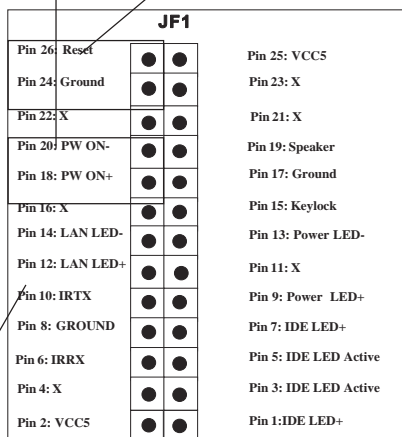 JF1
Pin 26: Reset Pin 25: VCC5
Pin 24: Ground Pin 23: X
Pin 22: X Pin 21: X
Pin 20: PW ON- Pin 19: Speaker
Pin 18: PW ON+ Pin 17: Ground
Pin 16: X Pin 15: Keylock
Pin 14: LAN LED- Pin 13: Power LED-
Pin 12: LAN LED+ Pin 11: X
Pin 10: IRTX Pin 9: Power LED+
Pin 8: GROUND Pin 7: IDE LED+
Pin 6: IRRX Pin 5: IDE LED Active
Pin 4: X Pin 3: IDE LED Active
Pin 2: VCC5 Pin 1:IDE LED+